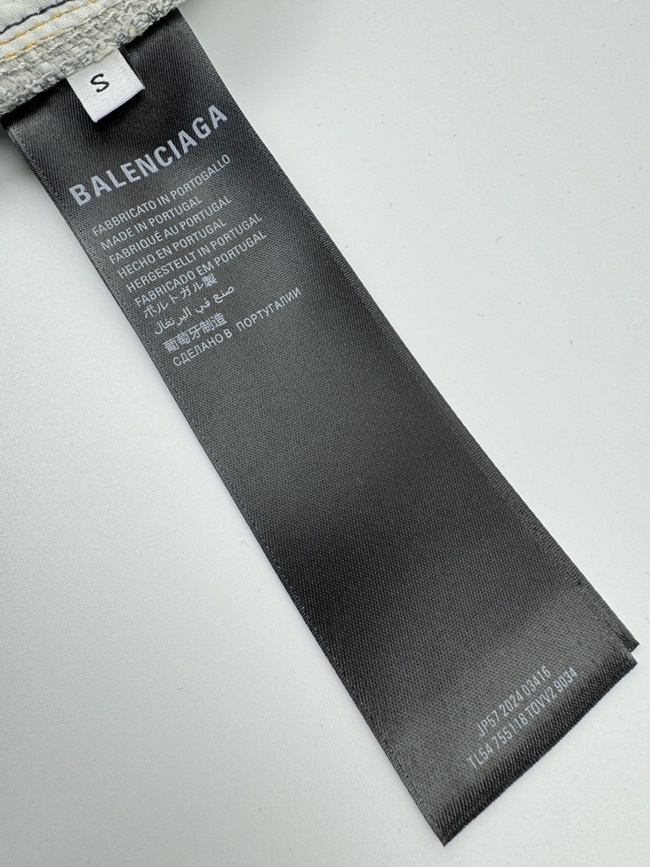 S
BALENCIAGA
FABBRICATO IN PORTOGALLO
MADE IN PORTUGAL
FABRIQUÉ AU PORTUGAL
HECHO EN PORTUGAL
HERGESTELLT IN PORTUGAL
FABRICADO EM PORTUGAL
ポルトガル製
صنع في البرتغال
葡萄牙制造
СДЕЛАНО В ПОРТУГАЛИИ
JP57 2024 03416
TL54 755118 TDVV2 9034